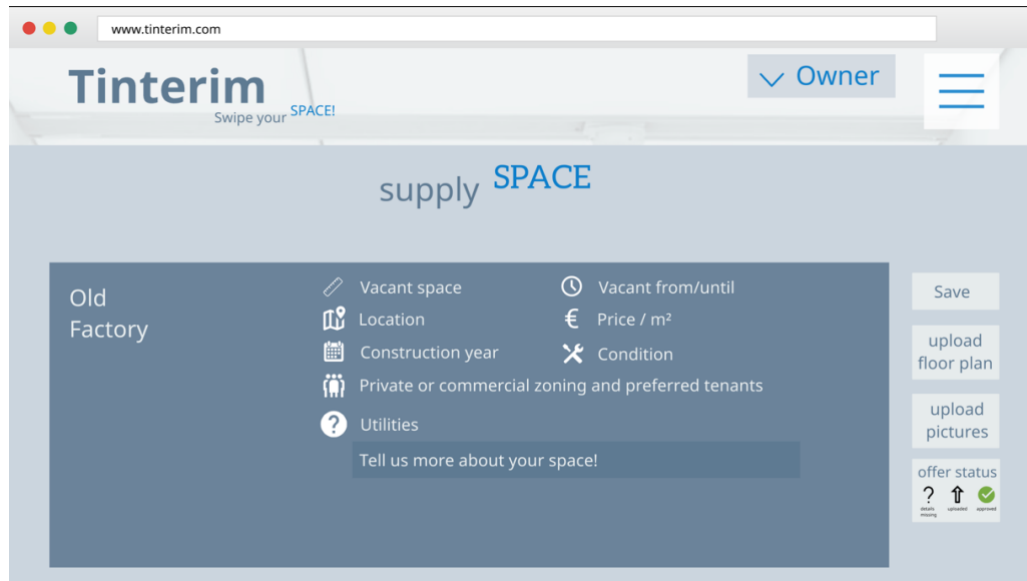 www.tinterim.com
Tinterim
Swipe your SPACE!
Owner
supply SPACE
Old
Factory
Vacant space
Vacant from/until
Location
€ Price / m²
Construction year
Condition
Private or commercial zoning and preferred tenants
? Utilities
Tell us more about your space!
Save
upload
floor plan
upload
pictures
offer status
?
details
missing
uploaded
approved